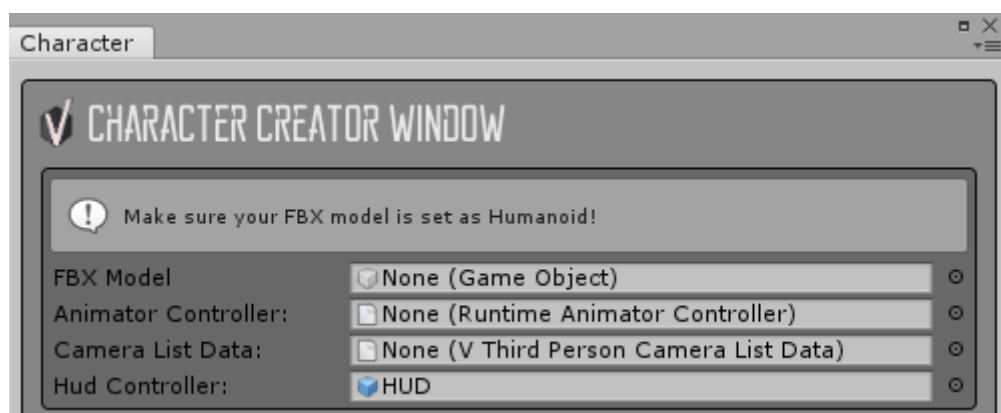 Character
CHARACTER CREATOR WINDOW
Make sure your FBX model is set as Humanoid!
FBX Model None (Game Object)
Animator Controller: None (Runtime Animator Controller)
Camera List Data: None (V Third Person Camera List Data)
Hud Controller: HUD